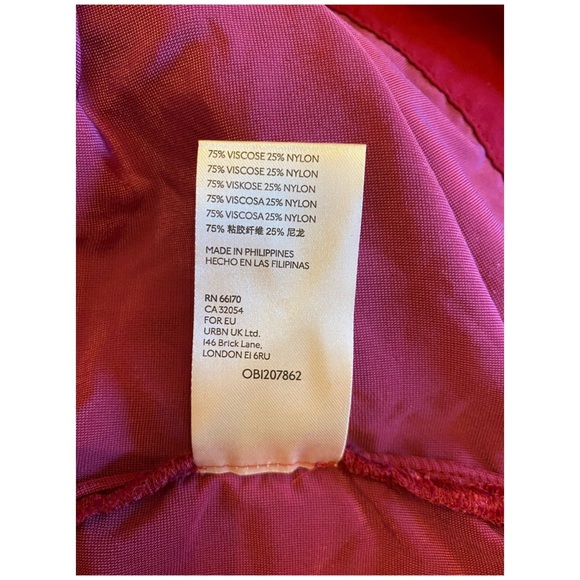 75% VISCOSE 25% NYLON
75% VISCOSE 25% NYLON
75% VISKOSE 25% NYLON
75% VISCOSA 25% NYLON
75% VISCOSA 25% NYLON
75% 粘胶纤维 25% 尼龙
MADE IN PHILIPPINES
HECHO EN LAS FILIPINAS
RN 66170
CA 32054
FOR EU
URBN UK Ltd.
146 Brick Lane,
LONDON E1 6RU
OB1207862